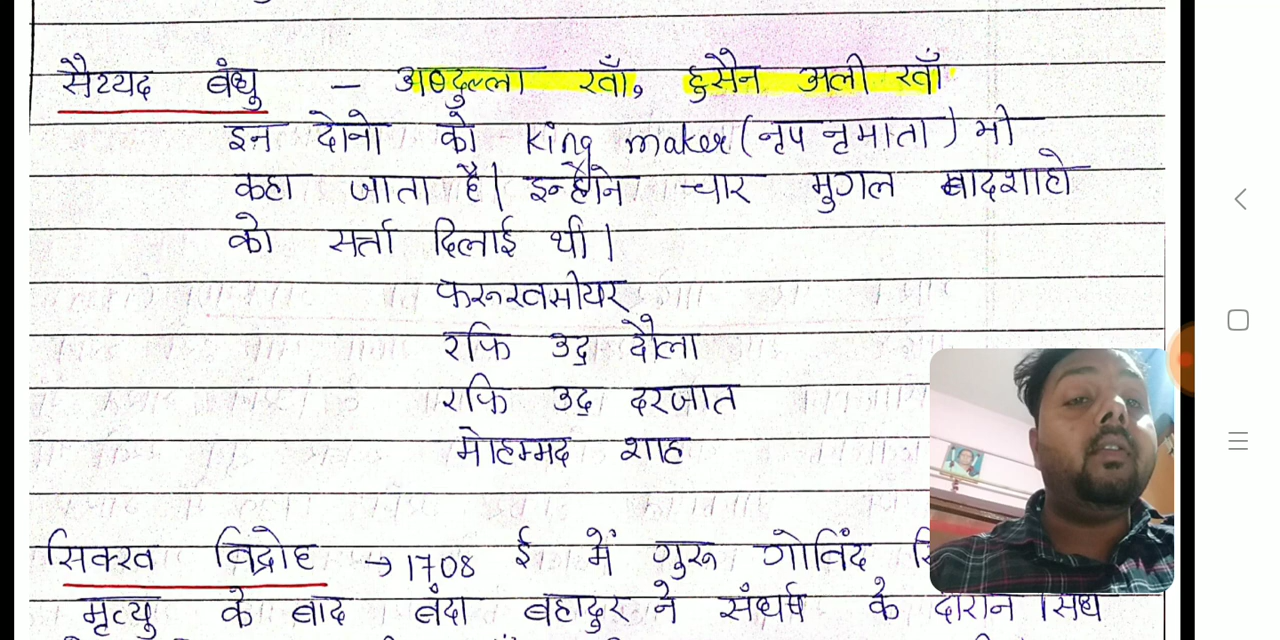 सैय्यद बंधु - अब्दुल्ला खाँ, हुसैन अली खाँ
इन दोनो को King maker (नृप नृमाता) भी
कहा जाता है। इन्होंने चार मुगल बादशाहो
को सर्त्ता दिलाई थी।
फरूखसीयर
रफि उद् दौला
रफि उद् दरजात
मोहम्मद शाह
सिक्ख विद्रोह → 1708 ई में गुरू गोविंद
मृत्यु के बाद बंदा बहादुर ने संघर्ष के दौरान